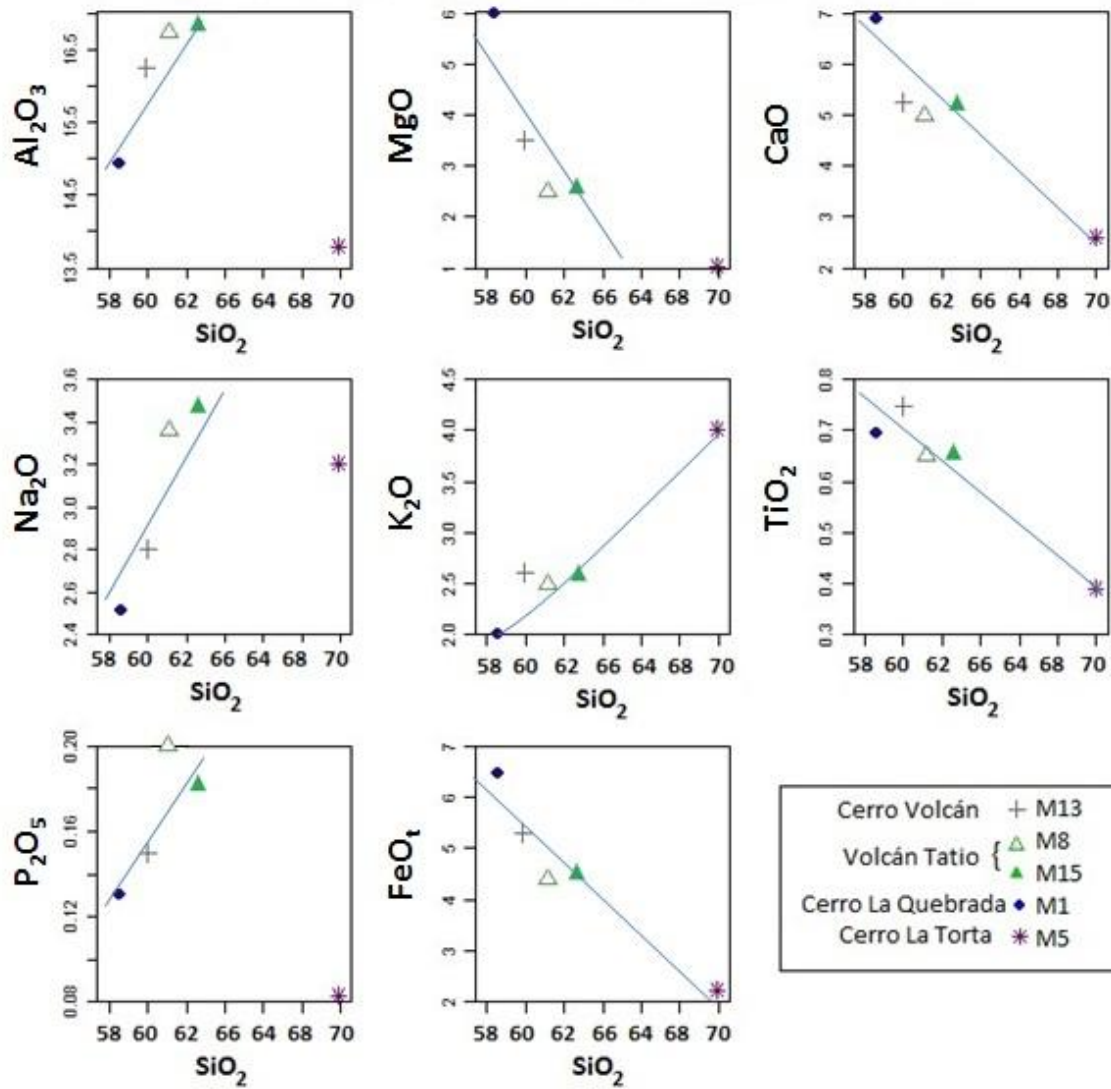 Al₂O₃
16.5
15.5
14.5
13.5
58 60 62 66 64 68 70
SiO₂
MgO
6
5
4
3
2
1
58 60 62 66 64 68 70
SiO₂
CaO
7
6
5
4
3
2
58 60 62 66 64 68 70
SiO₂
Na₂O
3.6
3.4
3.2
3.0
2.8
2.6
2.4
58 60 62 66 64 68 70
SiO₂
K₂O
4.5
4.0
3.5
3.0
2.5
2.0
58 60 62 66 64 68 70
SiO₂
TiO₂
0.8
0.7
0.6
0.5
0.4
0.3
58 60 62 66 64 68 70
SiO₂
P₂O₅
0.20
0.16
0.12
0.08
58 60 62 66 64 68 70
SiO₂
FeOₜ
7
6
5
4
3
2
58 60 62 66 64 68 70
SiO₂
Cerro Volcán M13
Volcán Tatio { M8
M15
Cerro La Quebrada M1
Cerro La Torta M5